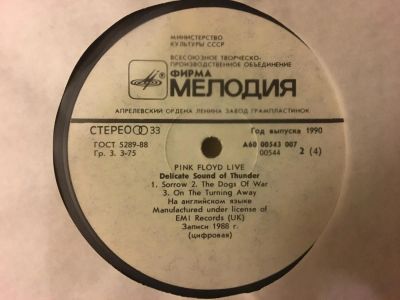 МИНИСТЕРСТВО
КУЛЬТУРЫ СССР
ВСЕСОЮЗНОЕ ТВОРЧЕСКО-
ПРОИЗВОДСТВЕННОЕ ОБЪЕДИНЕНИЕ
ФИРМА
МЕЛОДИЯ
АПРЕЛЕВСКИЙ ОРДЕНА ЛЕНИНА ЗАВОД ГРАМПЛАСТИНОК
СТЕРЕО 33
Год выпуска 1990
ГОСТ 5289-88
Гр. 3. 3-75
А60 00543 007
00544
2 (4)
PINK FLOYD LIVE
Delicate Sound of Thunder
1. Sorrow 2. The Dogs Of War
3. On The Turning Away
На английском языке
Manufactured under license of
EMI Records (UK)
Записи 1988 г.
(цифровая)